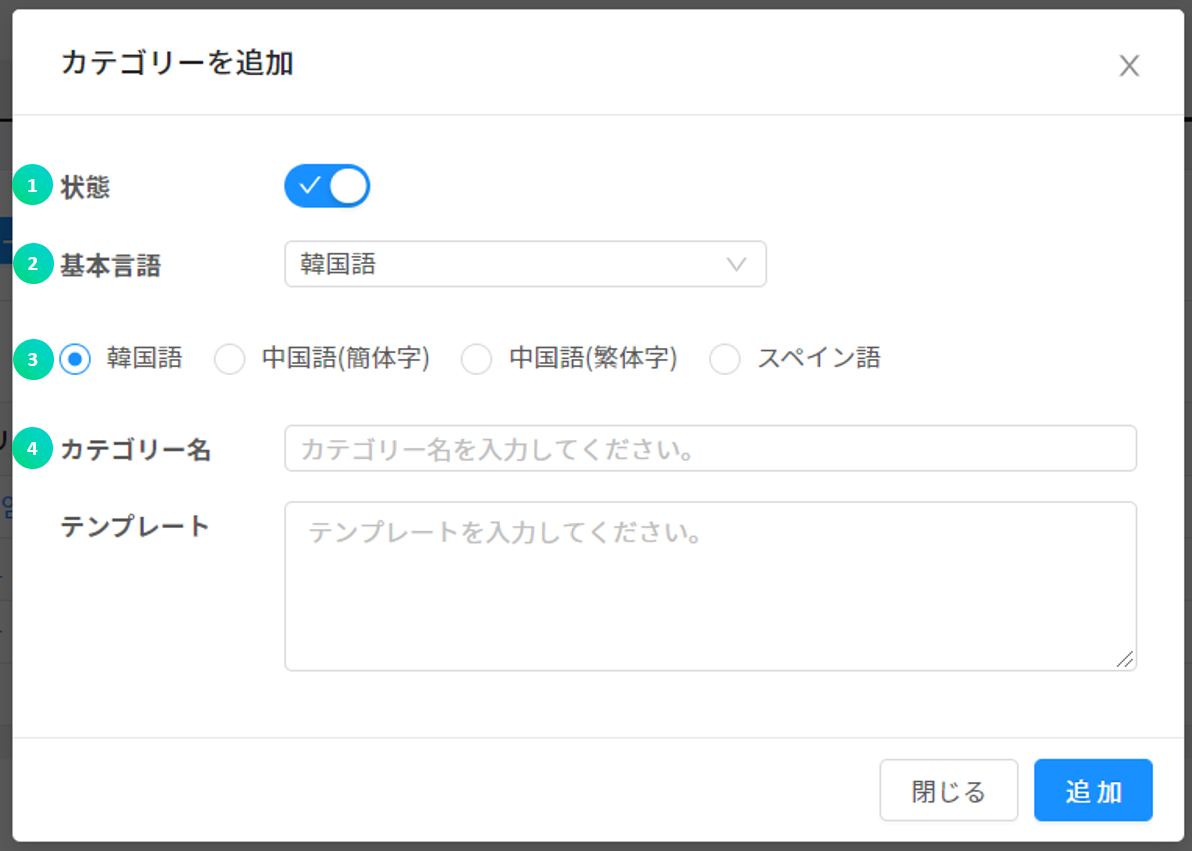 カテゴリーを追加
1 状態
2 基本言語 韓国語
3 韓国語 中国語(簡体字) 中国語(繁体字) スペイン語
4 カテゴリー名 カテゴリー名を入力してください。
テンプレート テンプレートを入力してください。
閉じる 追加